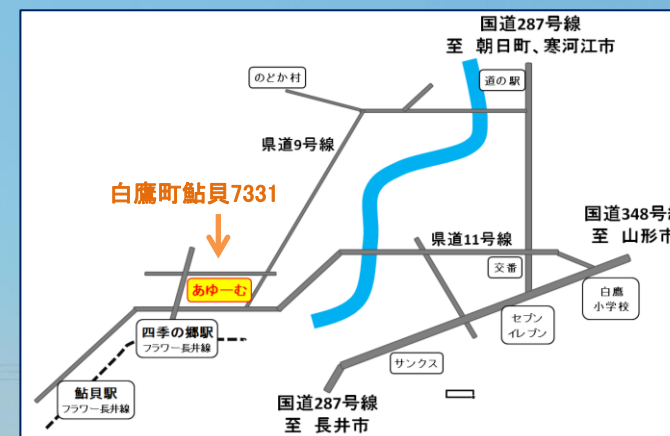 国道287号線
至 朝日町、寒河江市
のどか村
道の駅
県道9号線
白鷹町鮎貝7331
国道348号線
至 山形市
県道11号線
交番
あゆーむ
白鷹
小学校
セブン
イレブン
四季の郷駅
フラワー長井線
サンクス
鮎貝駅
フラワー長井線
国道287号線
至 長井市